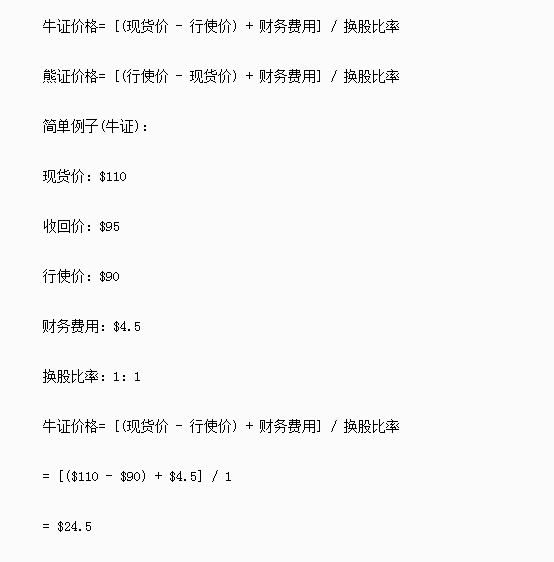 牛证价格= [(现货价 - 行使价) + 财务费用] / 换股比率
熊证价格= [(行使价 - 现货价) + 财务费用] / 换股比率
简单例子(牛证):
现货价: $110
收回价: $95
行使价: $90
财务费用: $4.5
换股比率: 1: 1
牛证价格= [(现货价 - 行使价) + 财务费用] / 换股比率
= [($110 - $90) + $4.5] / 1
= $24.5